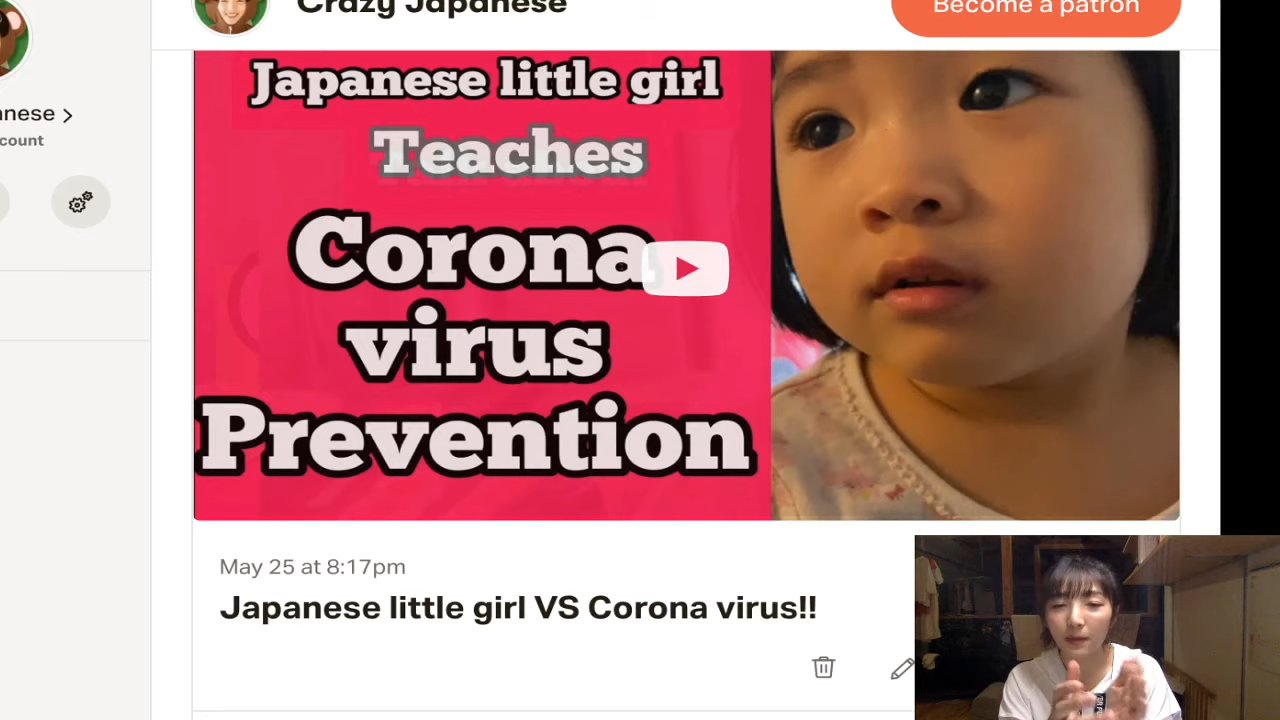 Crazy Japanese
Become a patron
Japanese little girl
Teaches
Corona
virus
Prevention
anese
count
May 25 at 8:17pm
Japanese little girl VS Corona virus!!